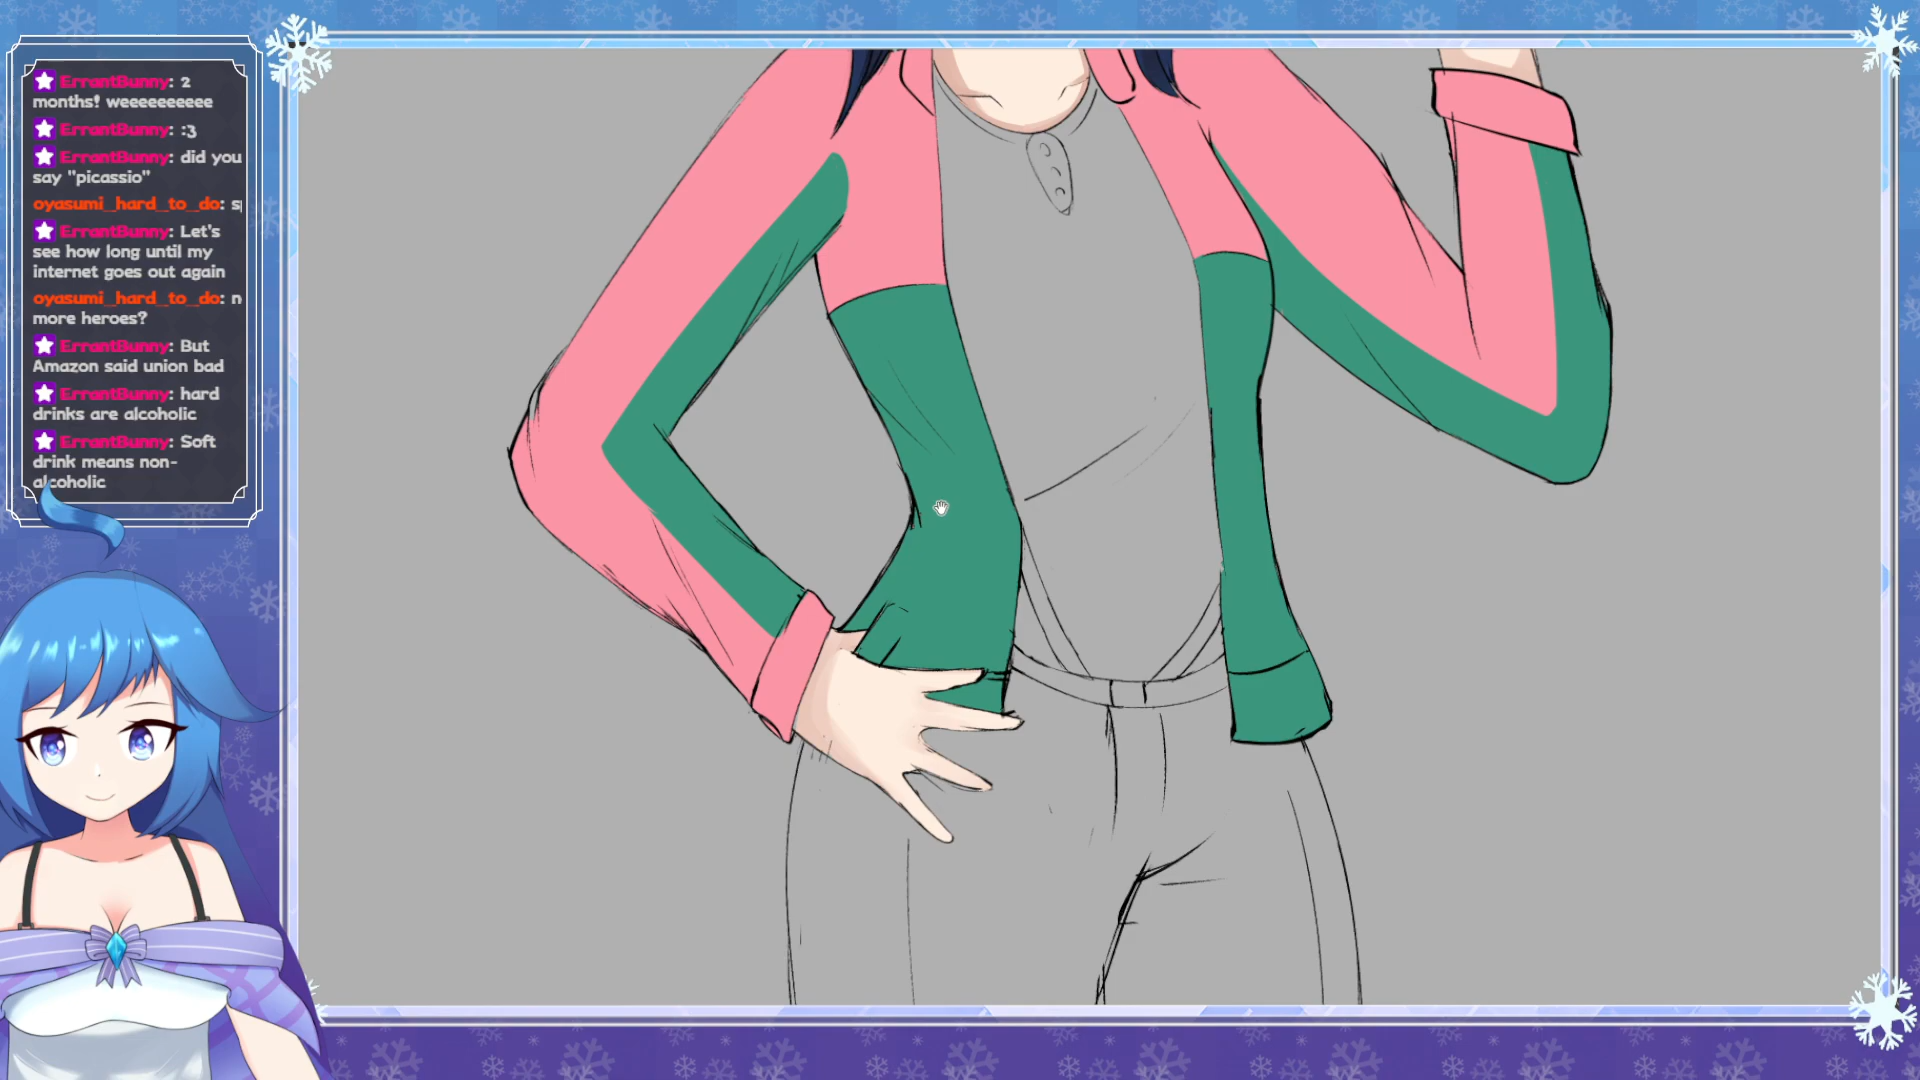 ErrantBunny: 2
months! weeeeeeeeee
ErrantBunny: :3
ErrantBunny: did you
say "picassio"
oyasumi_hard_to_do:
ErrantBunny: Let's
see how long until my
internet goes out again
oyasumi_hard_to_do:
more heroes?
ErrantBunny: But
Amazon said union bad
ErrantBunny: hard
drinks are alcoholic
ErrantBunny: Soft
drink means non-
alcoholic